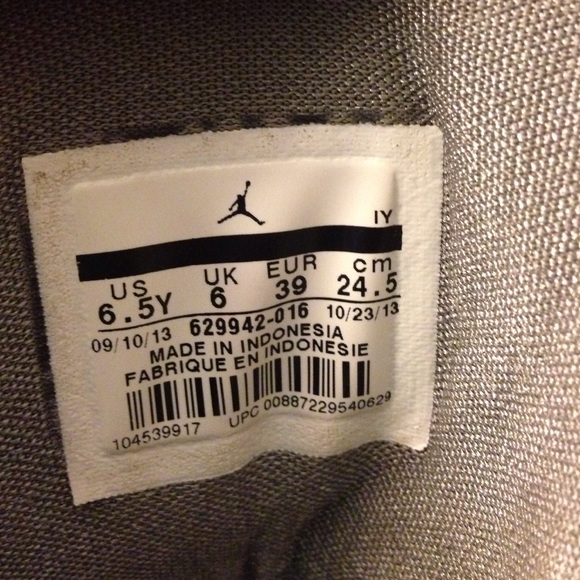 IY
US UK EUR cm
6.5Y 6 39 24.5
09/10/13 629942-016 10/23/13
MADE IN INDONESIA
FABRIQUE EN INDONESIE
104539917 UPC 00887229540629